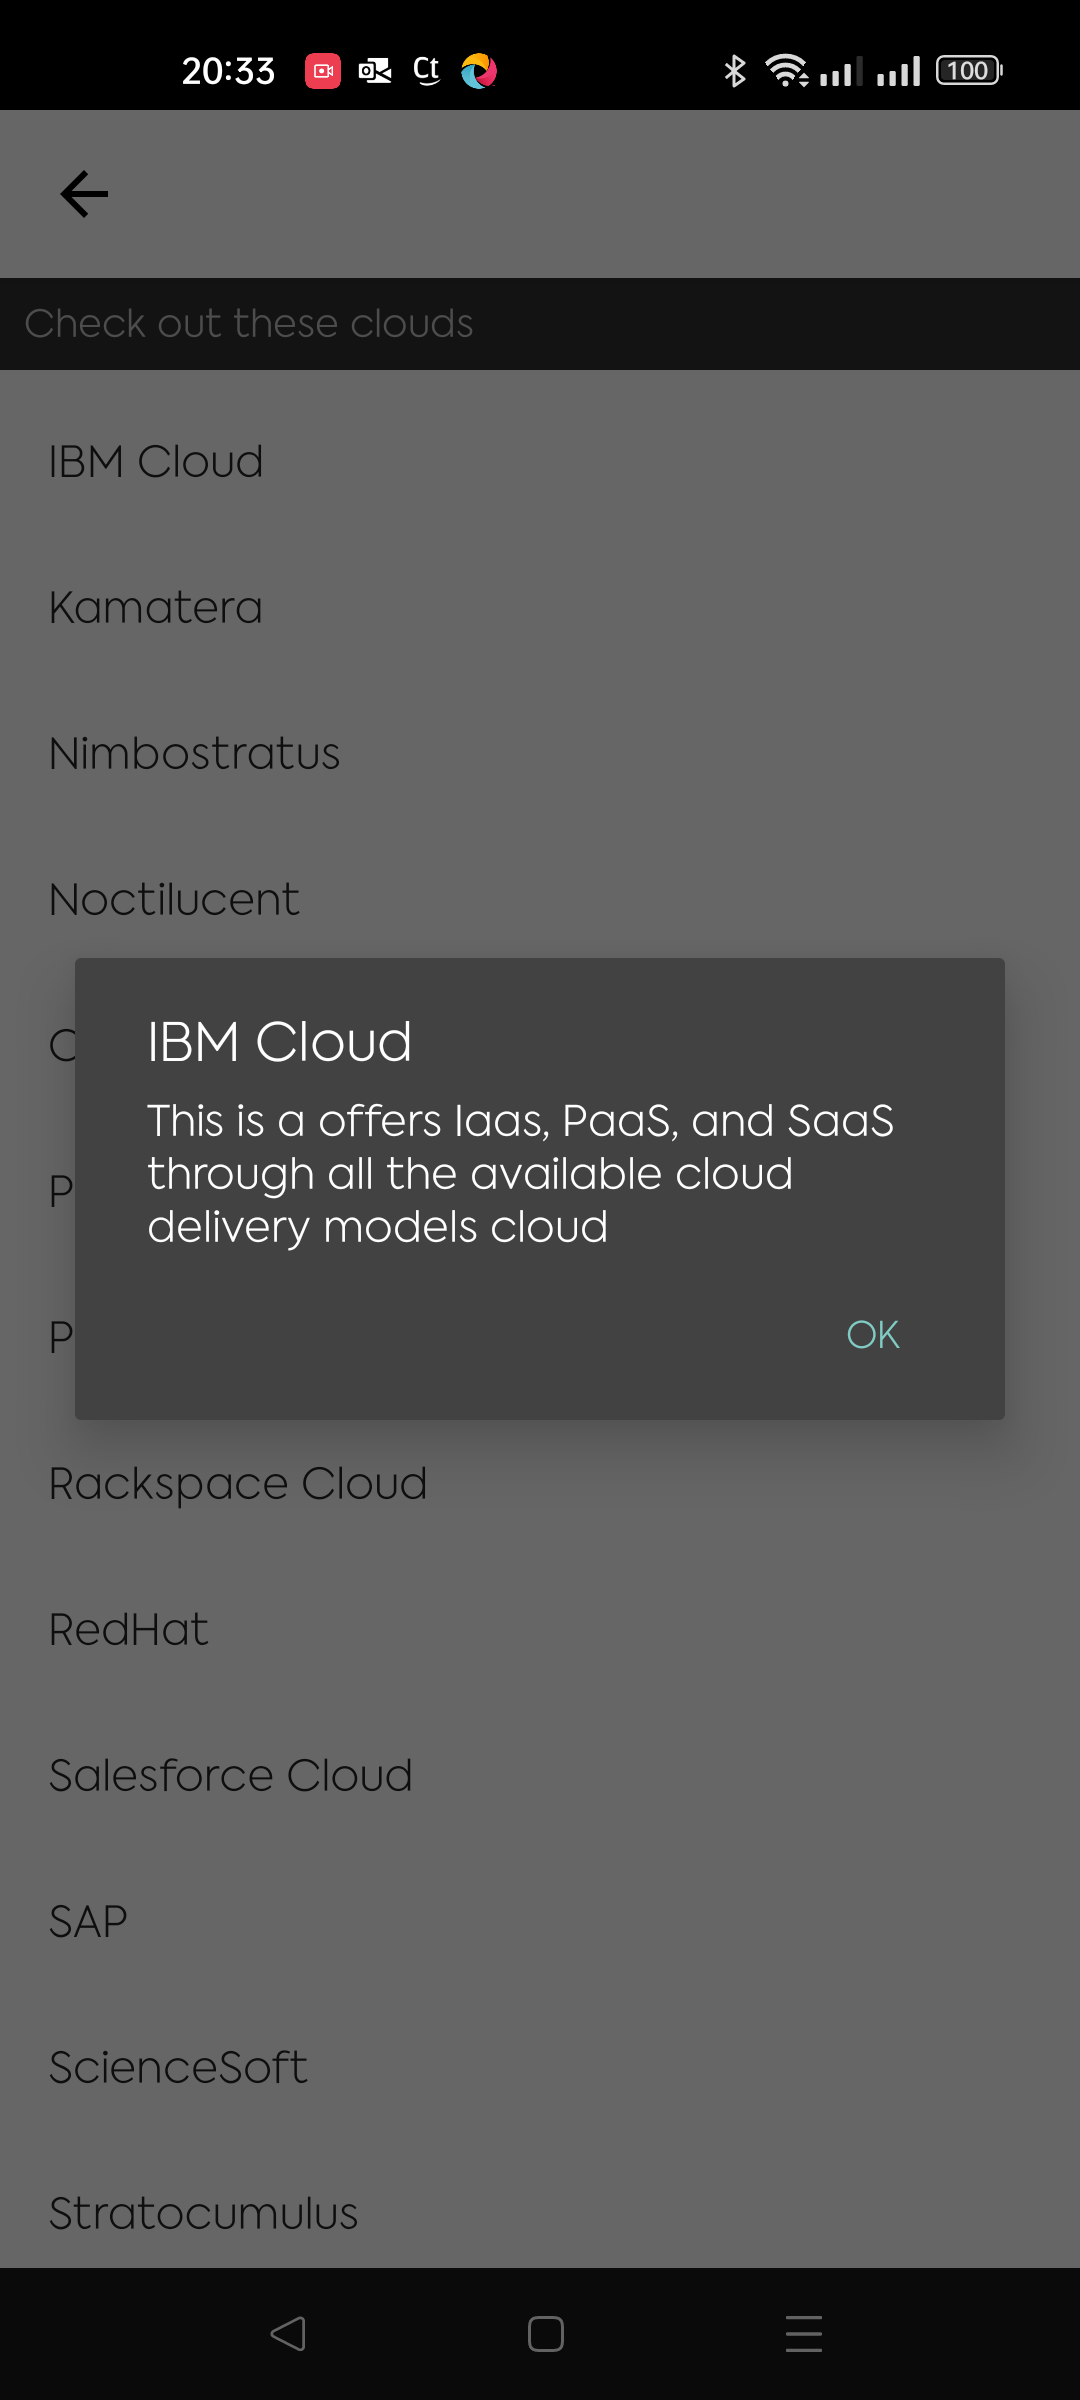 20:33
Ct
100
Check out these clouds
IBM Cloud
Kamatera
Nimbostratus
Noctilucent
IBM Cloud
This is a offers Iaas, PaaS, and SaaS
through all the available cloud
delivery models cloud
OK
Rackspace Cloud
RedHat
Salesforce Cloud
SAP
ScienceSoft
Stratocumulus